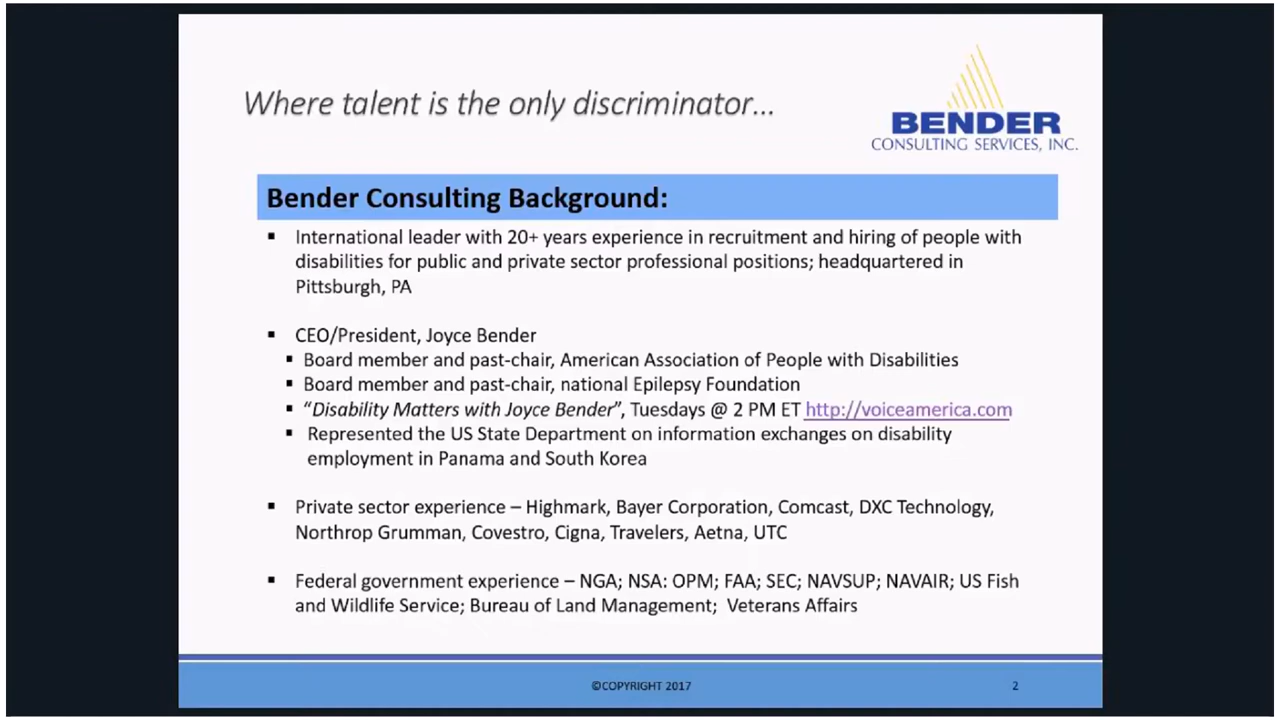 Where talent is the only discriminator...
BENDER
CONSULTING SERVICES, INC.
Bender Consulting Background:
▪ International leader with 20+ years experience in recruitment and hiring of people with
disabilities for public and private sector professional positions; headquartered in
Pittsburgh, PA
▪ CEO/President, Joyce Bender
▪ Board member and past-chair, American Association of People with Disabilities
▪ Board member and past-chair, national Epilepsy Foundation
▪ “Disability Matters with Joyce Bender”, Tuesdays @ 2 PM ET http://voiceamerica.com
▪ Represented the US State Department on information exchanges on disability
employment in Panama and South Korea
▪ Private sector experience – Highmark, Bayer Corporation, Comcast, DXC Technology,
Northrop Grumman, Covestro, Cigna, Travelers, Aetna, UTC
▪ Federal government experience – NGA; NSA: OPM; FAA; SEC; NAVSUP; NAVAIR; US Fish
and Wildlife Service; Bureau of Land Management; Veterans Affairs
©COPYRIGHT 2017
2